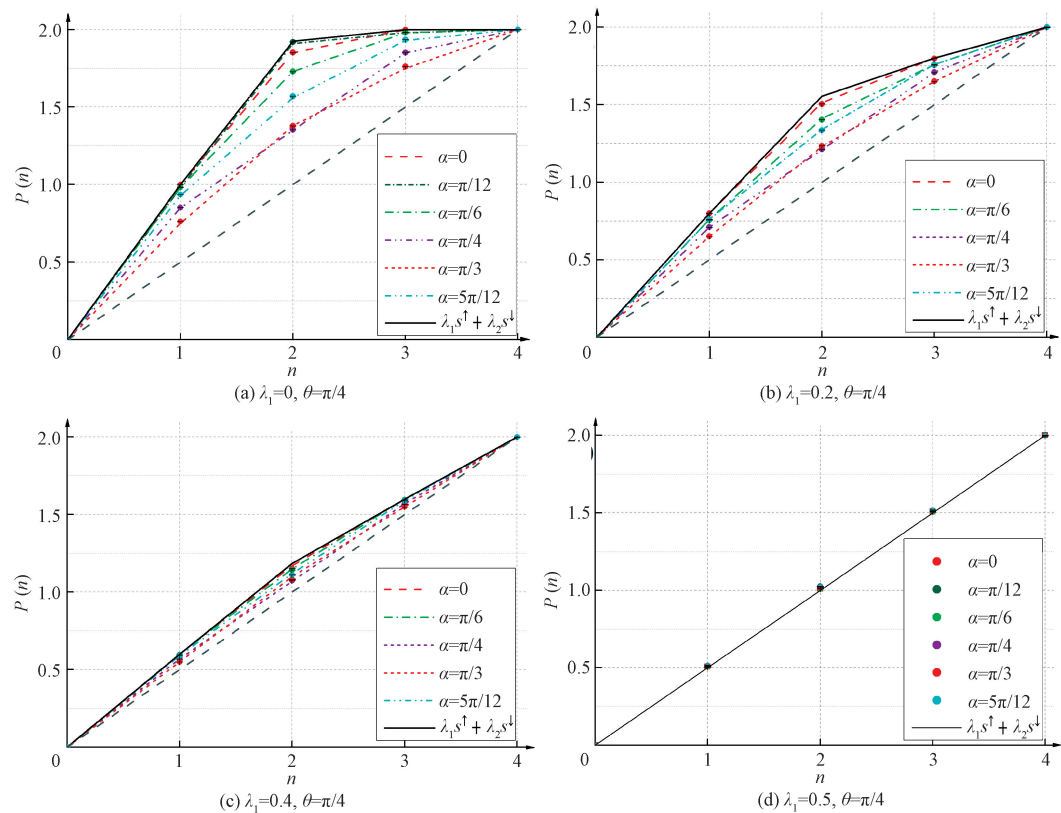 P (n)
2.0
1.5
1.0
0.5
0
1
2
3
4
n
α=0
α=π/12
α=π/6
α=π/4
α=π/3
α=5π/12
λ₁s↑ + λ₂s↓
(a) λ₁=0, θ=π/4
P (n)
2.0
1.5
1.0
0.5
0
1
2
3
4
n
α=0
α=π/6
α=π/4
α=π/3
α=5π/12
λ₁s↑ + λ₂s↓
(b) λ₁=0.2, θ=π/4
P (n)
2.0
1.5
1.0
0.5
0
1
2
3
4
n
α=0
α=π/6
α=π/4
α=π/3
α=5π/12
λ₁s↑ + λ₂s↓
(c) λ₁=0.4, θ=π/4
P (n)
2.0
1.5
1.0
0.5
0
1
2
3
4
n
α=0
α=π/12
α=π/6
α=π/4
α=π/3
α=5π/12
λ₁s↑ + λ₂s↓
(d) λ₁=0.5, θ=π/4